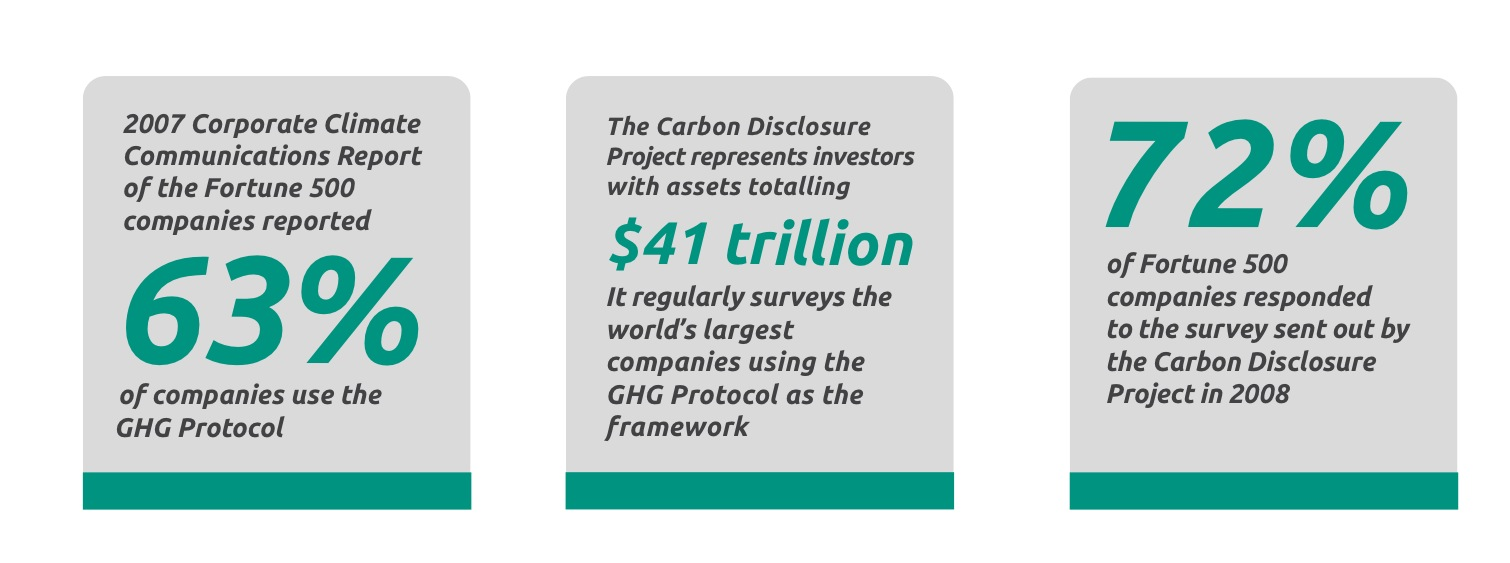 2007 Corporate Climate
Communications Report
of the Fortune 500
companies reported
63%
of companies use the
GHG Protocol
The Carbon Disclosure
Project represents investors
with assets totalling
$41 trillion
It regularly surveys the
world’s largest
companies using the
GHG Protocol as the
framework
72%
of Fortune 500
companies responded
to the survey sent out by
the Carbon Disclosure
Project in 2008